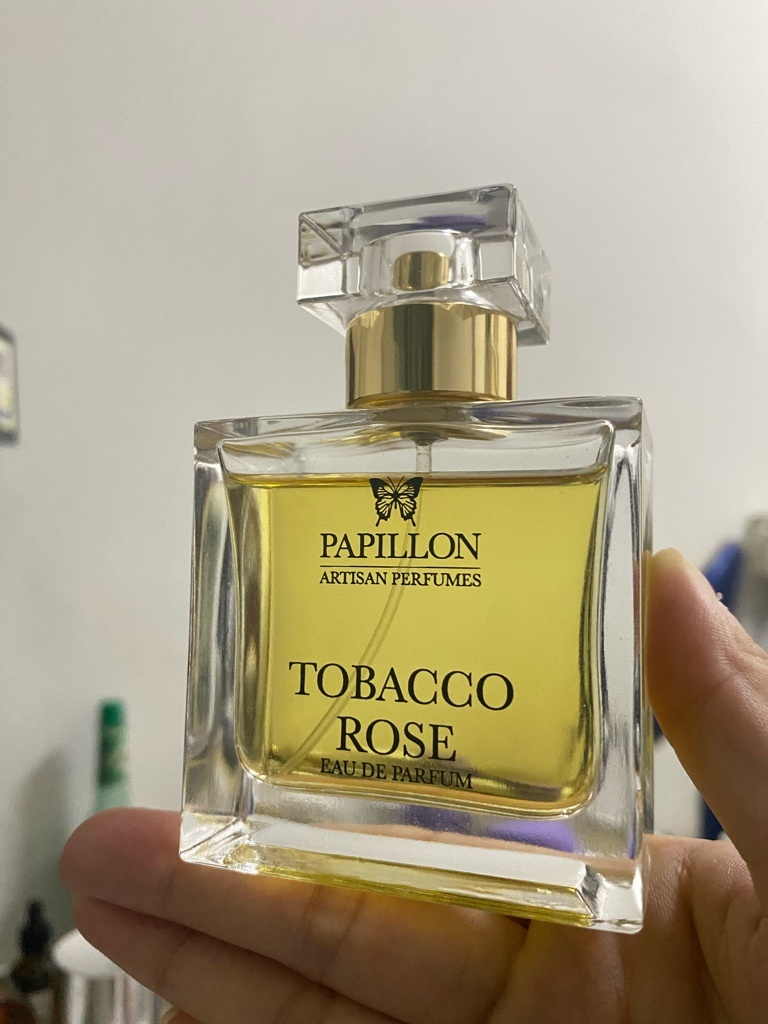 PAPILLON
ARTISAN PERFUMES
TOBACCO
ROSE
EAU DE PARFUM